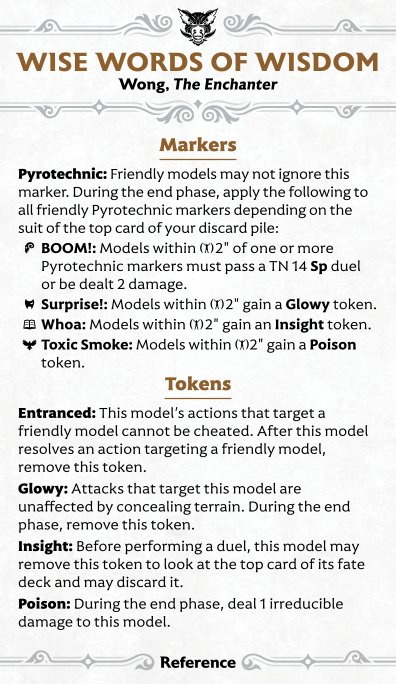 WISE WORDS OF WISDOM
Wong, The Enchanter
Markers
Pyrotechnic: Friendly models may not ignore this
marker. During the end phase, apply the following to
all friendly Pyrotechnic markers depending on the
suit of the top card of your discard pile:
BOOM!: Models within 2" of one or more
Pyrotechnic markers must pass a TN 14 Sp duel
or be dealt 2 damage.
Surprise!: Models within 2" gain a Glowy token.
Whoa: Models within 2" gain an Insight token.
Toxic Smoke: Models within 2" gain a Poison
token.
Tokens
Entranced: This model's actions that target a
friendly model cannot be cheated. After this model
resolves an action targeting a friendly model,
remove this token.
Glowy: Attacks that target this model are
unaffected by concealing terrain. During the end
phase, remove this token.
Insight: Before performing a duel, this model may
remove this token to look at the top card of its fate
deck and may discard it.
Poison: During the end phase, deal 1 irreducible
damage to this model.
Reference